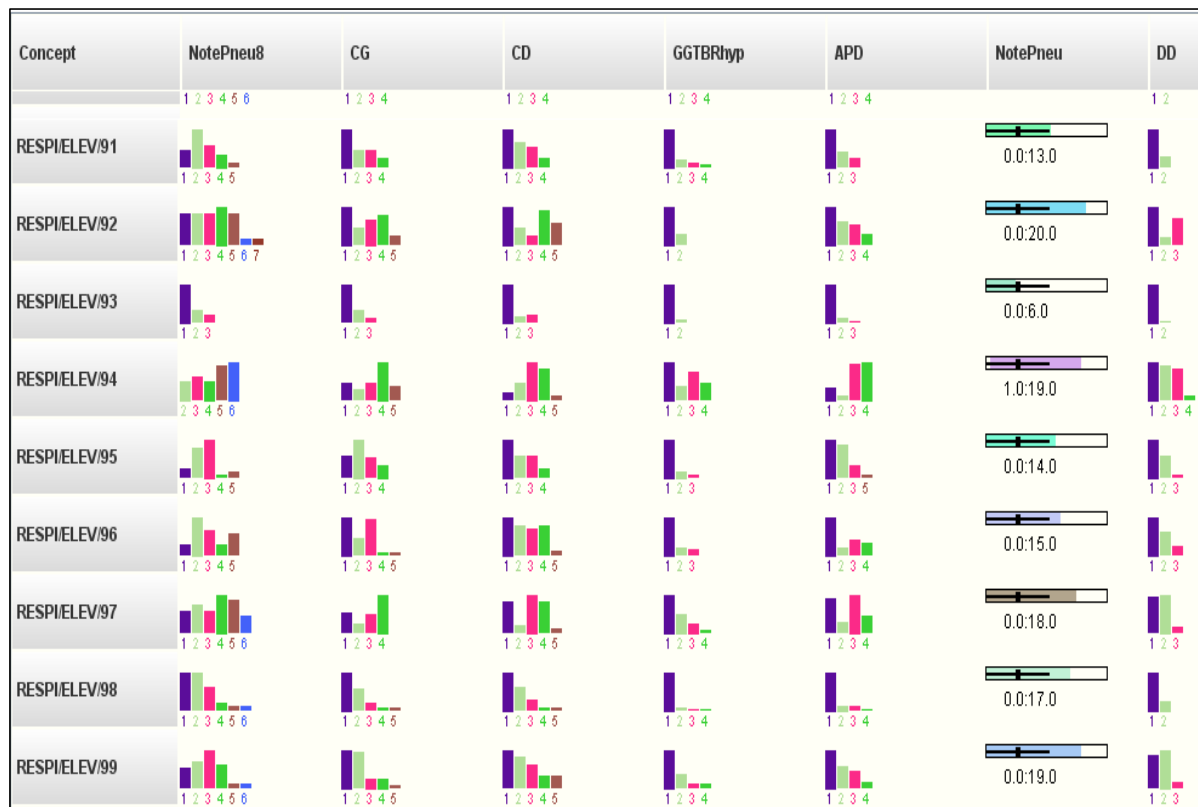 Concept NotePneu8 CG CD GGTBRhyp APD NotePneu DD
1 2 3 4 5 6 1 2 3 4 1 2 3 4 1 2 3 4 1 2 3 4 1 2
RESPI/ELEV/91 0.0:13.0
1 2 3 4 5 1 2 3 4 1 2 3 4 1 2 3 4 1 2 3 1 2
RESPI/ELEV/92 0.0:20.0
1 2 3 4 5 6 7 1 2 3 4 5 1 2 3 4 5 1 2 1 2 3 4 1 2 3
RESPI/ELEV/93 0.0:6.0
1 2 3 1 2 3 1 2 3 1 2 1 2 3 1 2
RESPI/ELEV/94 1.0:19.0
2 3 4 5 6 1 2 3 4 5 1 2 3 4 5 1 2 3 4 1 2 3 4 1 2 3 4
RESPI/ELEV/95 0.0:14.0
1 2 3 4 5 1 2 3 4 1 2 3 4 1 2 3 1 2 3 5 1 2 3
RESPI/ELEV/96 0.0:15.0
1 2 3 4 5 1 2 3 4 5 1 2 3 4 5 1 2 3 1 2 3 4 1 2 3
RESPI/ELEV/97 0.0:18.0
1 2 3 4 5 6 1 2 3 4 1 2 3 4 5 1 2 3 4 1 2 3 4 1 2 3
RESPI/ELEV/98 0.0:17.0
1 2 3 4 5 6 1 2 3 4 5 1 2 3 4 5 1 2 3 4 1 2 3 4 1 2
RESPI/ELEV/99 0.0:19.0
1 2 3 4 5 6 1 2 3 4 5 1 2 3 4 5 1 2 3 4 1 2 3 4 1 2 3